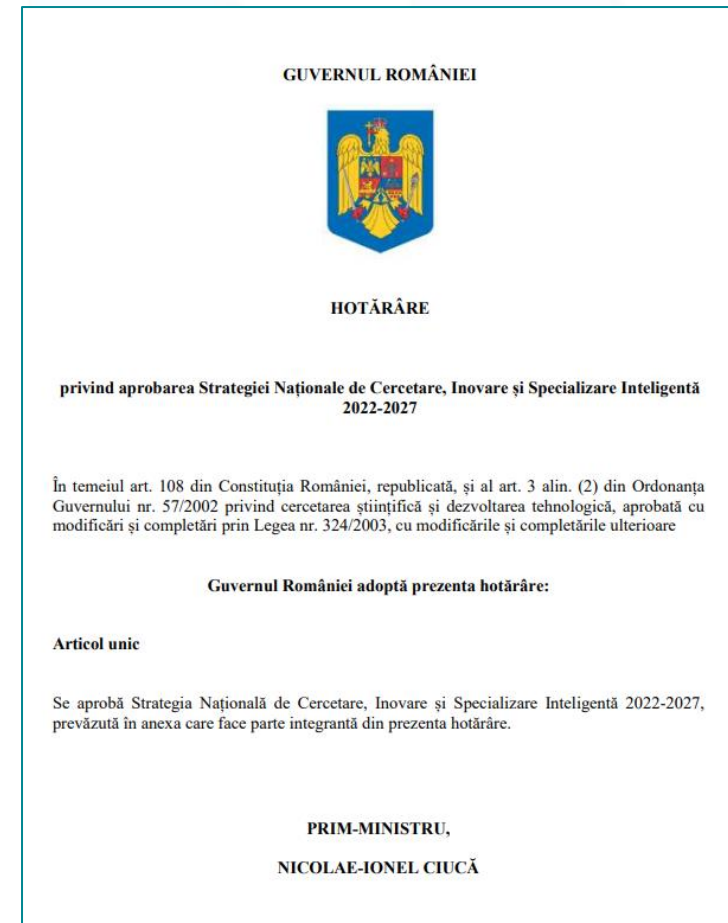 GUVERNUL ROMÂNIEI
HOTĂRÂRE
privind aprobarea Strategiei Naționale de Cercetare, Inovare și Specializare Inteligentă
2022-2027
În temeiul art. 108 din Constituția României, republicată, și al art. 3 alin. (2) din Ordonanța
Guvernului nr. 57/2002 privind cercetarea științifică și dezvoltarea tehnologică, aprobată cu
modificări și completări prin Legea nr. 324/2003, cu modificările și completările ulterioare
Guvernul României adoptă prezenta hotărâre:
Articol unic
Se aprobă Strategia Națională de Cercetare, Inovare și Specializare Inteligentă 2022-2027,
prevăzută în anexa care face parte integrantă din prezenta hotărâre.
PRIM-MINISTRU,
NICOLAE-IONEL CIUCĂ